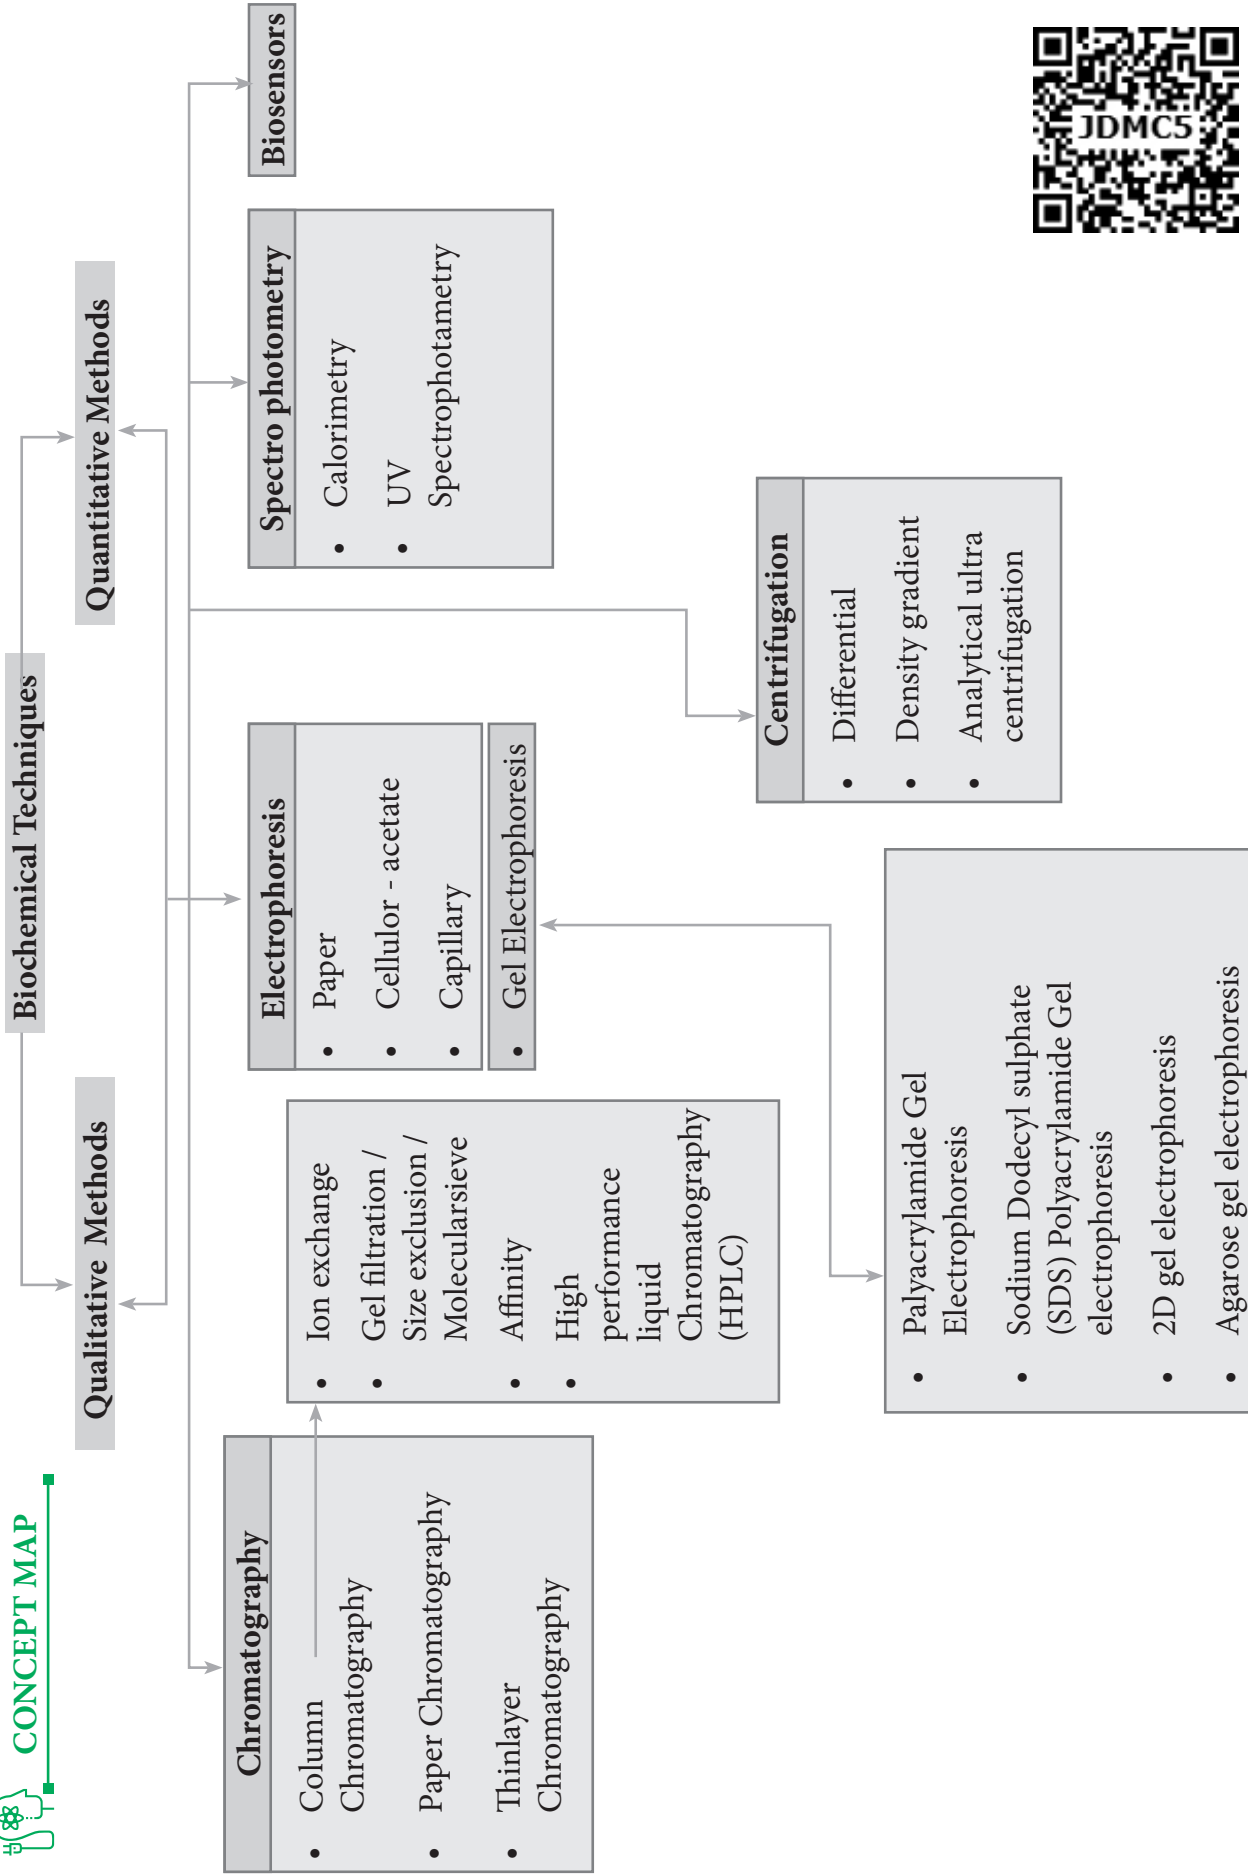 CONCEPT MAP
Biochemical Techniques
Qualitative Methods
Quantitative Methods
Chromatography
• Column
Chromatography
• Paper Chromatography
• Thinlayer
Chromatography
• Ion exchange
• Gel filtration /
Size exclusion /
Molecularsieve
• Affinity
• High
performance
liquid
Chromatography
(HPLC)
Electrophoresis
• Paper
• Cellulor - acetate
• Capillary
• Gel Electrophoresis
• Palyacrylamide Gel
Electrophoresis
• Sodium Dodecyl sulphate
(SDS) Polyacrylamide Gel
electrophoresis
• 2D gel electrophoresis
• Agarose gel electrophoresis
Centrifugation
• Differential
• Density gradient
• Analytical ultra
centrifugation
Spectro photometry
• Calorimetry
• UV
Spectrophotametry
Biosensors
JDMC5